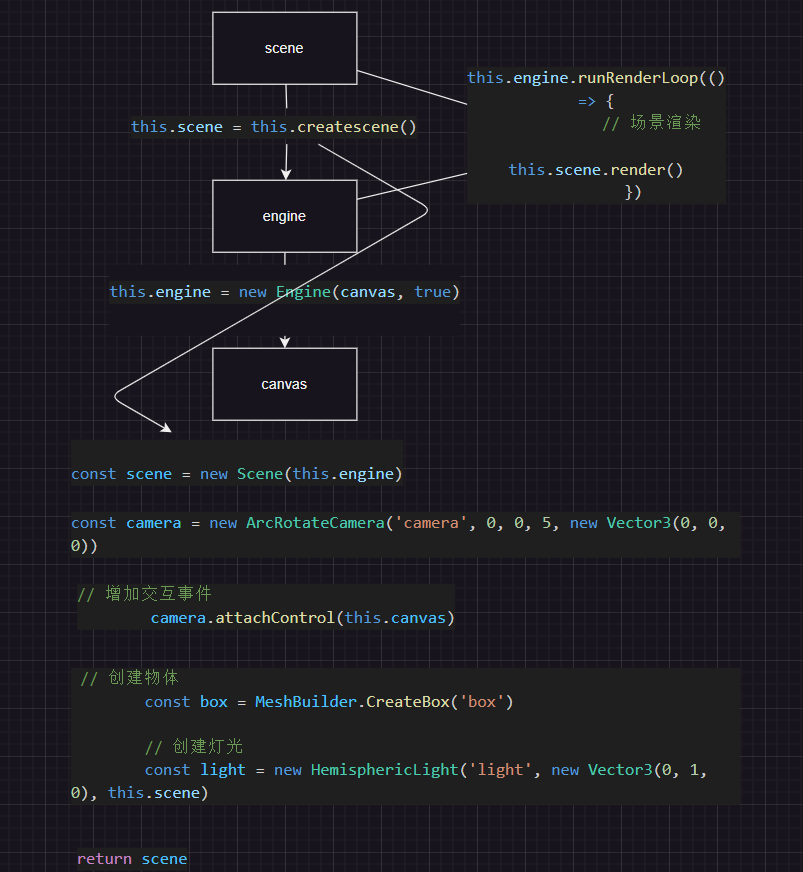 scene
this.scene = this.createscene()
this.engine.runRenderLoop(()
=> {
// 场景渲染
this.scene.render()
})
engine
this.engine = new Engine(canvas, true)
canvas
const scene = new Scene(this.engine)
const camera = new ArcRotateCamera('camera', 0, 0, 5, new Vector3(0, 0,
0))
// 增加交互事件
camera.attachControl(this.canvas)
// 创建物体
const box = MeshBuilder.CreateBox('box')
// 创建灯光
const light = new HemisphericLight('light', new Vector3(0, 1,
0), this.scene)
return scene